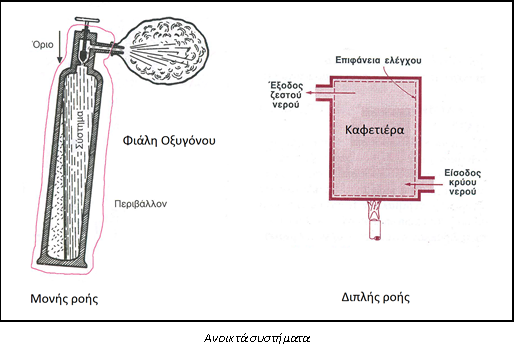 Όριο
Σύστημα
Φιάλη Οξυγόνου
Περιβάλλον
Μονής ροής
Επιφάνεια ελέγχου
Έξοδος
ζεστού
νερού
Καφετιέρα
Είσοδος
κρύου
νερού
Διπλής ροής
Ανοικτά συστήματα